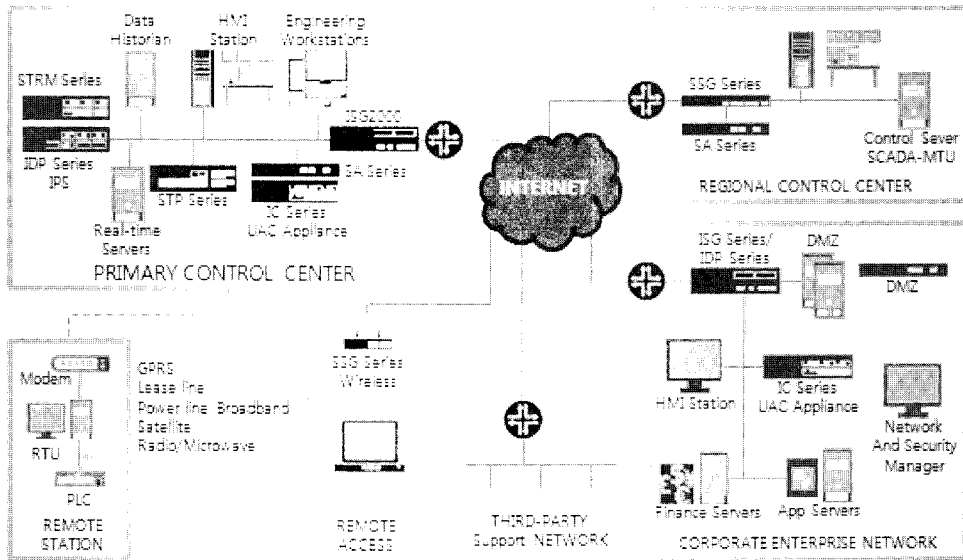 Data
Historian
HMI
Station
Engineering
Workstations
STRM Series
ISG2000
IDP Series
IPS
SA Series
STP Series
IC Series
UAC Appliance
Real-time
Servers
PRIMARY CONTROL CENTER
INTERNET
SSG Series
SA Series
Control Sever
SCADA-MTU
REGIONAL CONTROL CENTER
ISG Series/
IDP Series
DMZ
DMZ
HMI Station
IC Series
UAC Appliance
Network
And Security
Manager
Finance Servers
App Servers
CORPORATE ENTERPRISE NETWORK
Modem
RTU
PLC
REMOTE
STATION
GPRS
Lease line
Power line Broadband
Satellite
Radio/Microwave
SSG Series
Wireless
REMOTE
ACCESS
THIRD-PARTY
Support NETWORK